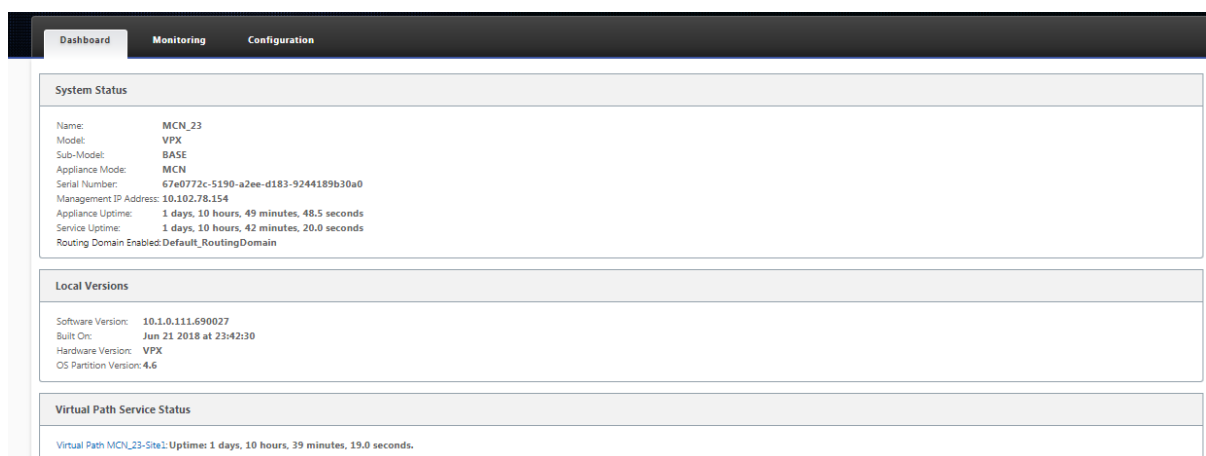 Dashboard Monitoring Configuration
System Status
Name: MCN_23
Model: VPX
Sub-Model: BASE
Appliance Mode: MCN
Serial Number: 67e0772c-5190-a2ee-d183-9244189b30a0
Management IP Address: 10.102.78.154
Appliance Uptime: 1 days, 10 hours, 49 minutes, 48.5 seconds
Service Uptime: 1 days, 10 hours, 42 minutes, 20.0 seconds
Routing Domain Enabled: Default_RoutingDomain
Local Versions
Software Version: 10.1.0.111.690027
Built On: Jun 21 2018 at 23:42:30
Hardware Version: VPX
OS Partition Version: 4.6
Virtual Path Service Status
Virtual Path MCN_23-Site1: Uptime: 1 days, 10 hours, 39 minutes, 19.0 seconds.